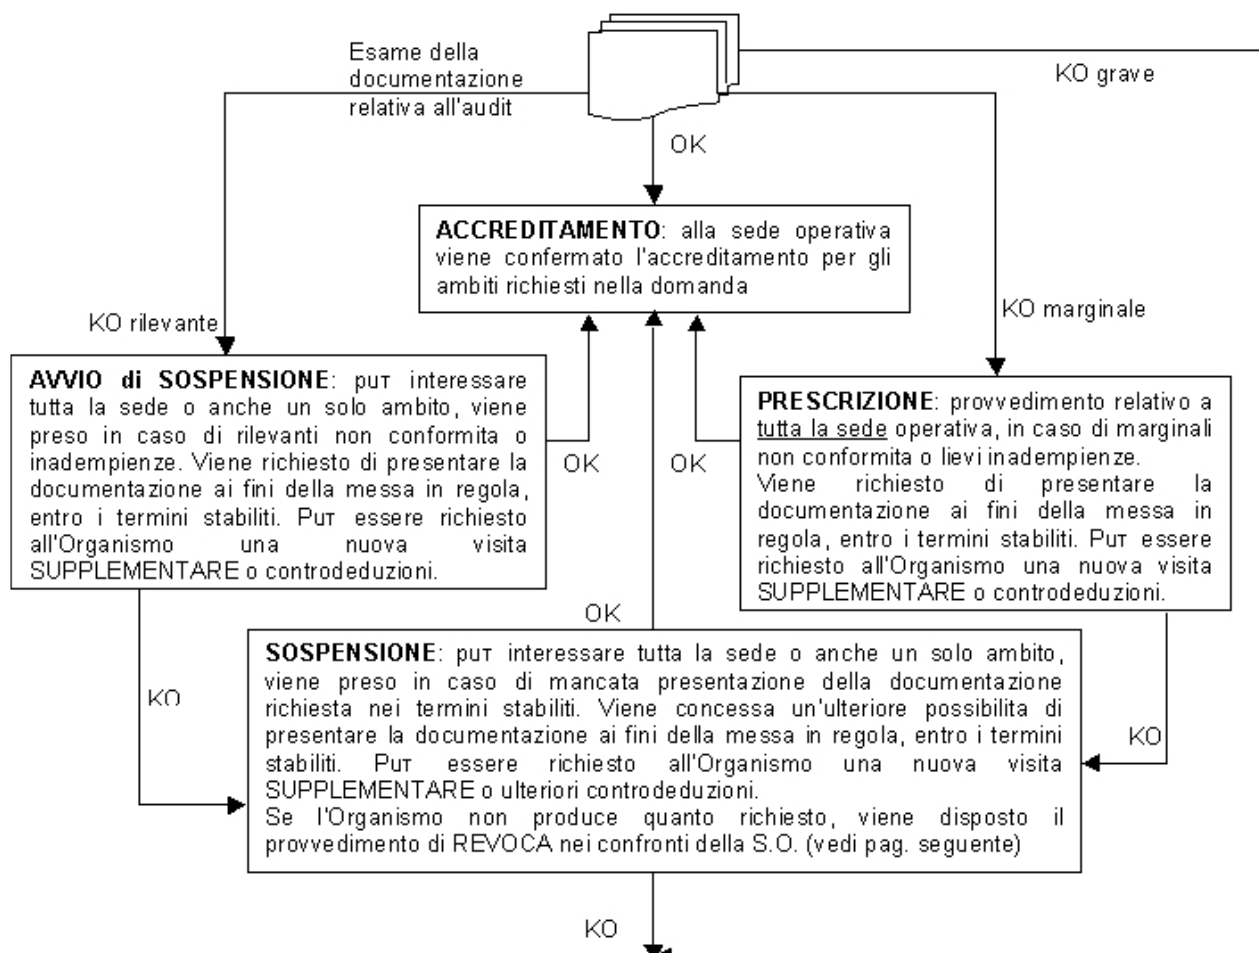 Esame della
documentazione
relativa all'audit
KO grave
OK
ACCREDITAMENTO: alla sede operativa
viene confermato l'accreditamento per gli
ambiti richiesti nella domanda
KO rilevante
KO marginale
AVVIO di SOSPENSIONE: puт interessare
tutta la sede o anche un solo ambito, viene
preso in caso di rilevanti non conformita o
inadempienze. Viene richiesto di presentare la
documentazione ai fini della messa in regola,
entro i termini stabiliti. Puт essere richiesto
all'Organismo una nuova visita
SUPPLEMENTARE o controdeduzioni.
OK
OK
PRESCRIZIONE: provvedimento relativo a
tutta la sede operativa, in caso di marginali
non conformita o lievi inadempienze.
Viene richiesto di presentare la
documentazione ai fini della messa in
regola, entro i termini stabiliti. Puт essere
richiesto all'Organismo una nuova visita
SUPPLEMENTARE o controdeduzioni.
OK
KO
SOSPENSIONE: puт interessare tutta la sede o anche un solo ambito,
viene preso in caso di mancata presentazione della documentazione
richiesta nei termini stabiliti. Viene concessa un'ulteriore possibilita di
presentare la documentazione ai fini della messa in regola, entro i termini
stabiliti. Puт essere richiesto all'Organismo una nuova visita
SUPPLEMENTARE o ulteriori controdeduzioni.
Se l'Organismo non produce quanto richiesto, viene disposto il
provvedimento di REVOCA nei confronti della S.O. (vedi pag. seguente)
KO
KO